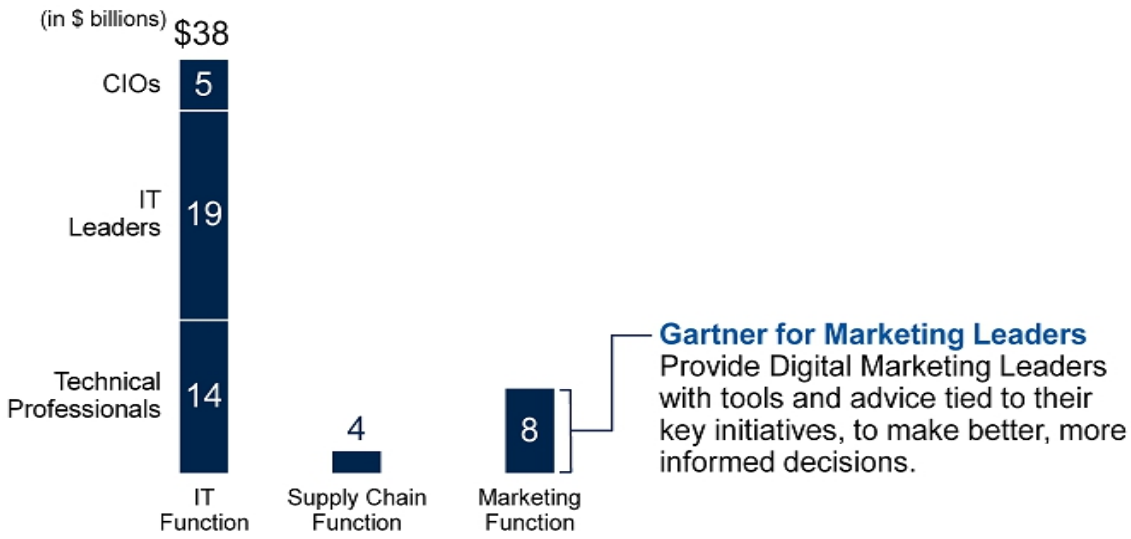 (in $ billions)
$38
CIOs
5
IT
Leaders
19
Technical
Professionals
14
4
8
IT
Function
Supply Chain
Function
Marketing
Function
Gartner for Marketing Leaders
Provide Digital Marketing Leaders
with tools and advice tied to their
key initiatives, to make better, more
informed decisions.